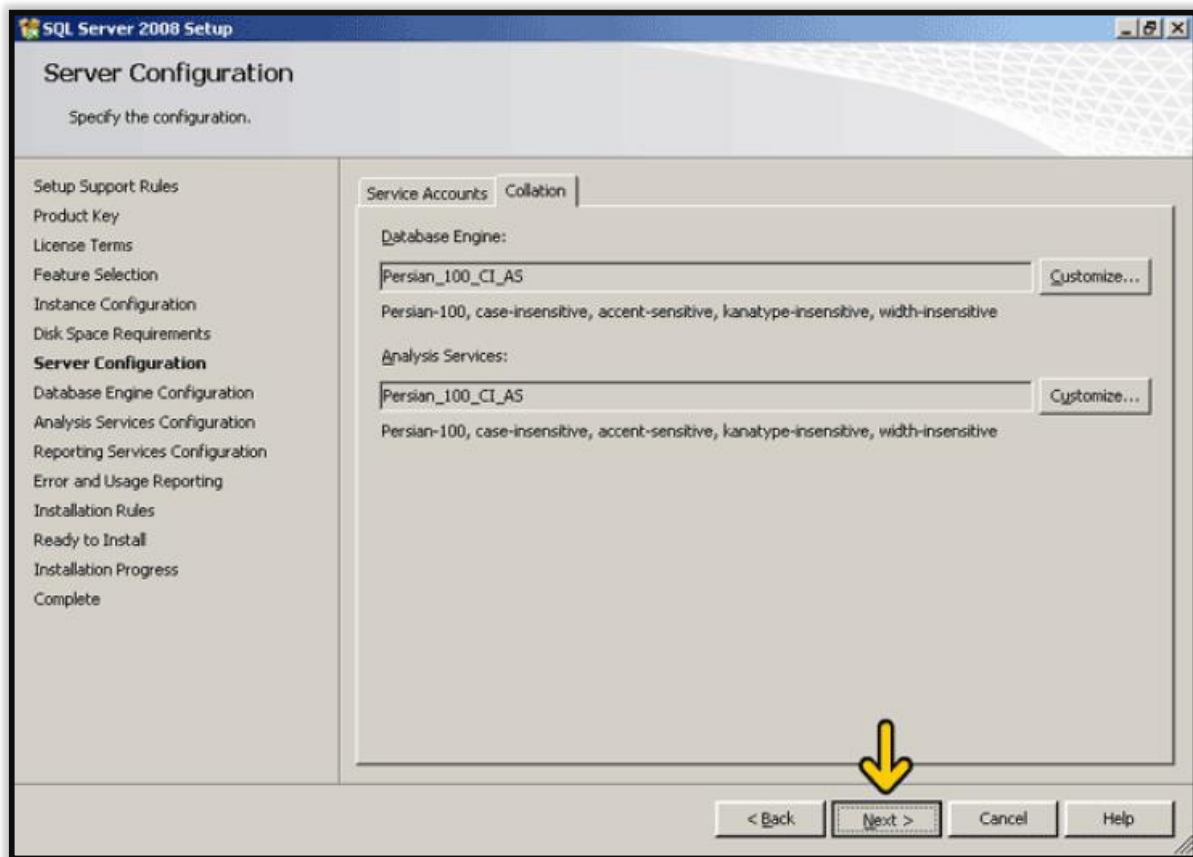 SQL Server 2008 Setup
Server Configuration
Specify the configuration.
Setup Support Rules
Product Key
License Terms
Feature Selection
Instance Configuration
Disk Space Requirements
Server Configuration
Database Engine Configuration
Analysis Services Configuration
Reporting Services Configuration
Error and Usage Reporting
Installation Rules
Ready to Install
Installation Progress
Complete
Service Accounts Collation
Database Engine:
Persian_100_CI_AS Customize...
Persian-100, case-insensitive, accent-sensitive, kanatype-insensitive, width-insensitive
Analysis Services:
Persian_100_CI_AS Customize...
Persian-100, case-insensitive, accent-sensitive, kanatype-insensitive, width-insensitive
< Back Next > Cancel Help